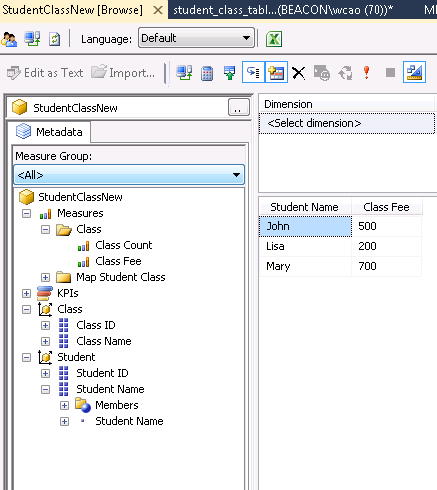 StudentClassNew [Browse]
student_class_tabl...(BEACON\wcao (70))*
Language:
Default
Edit as Text
Import...
StudentClassNew
..
Metadata
Measure Group:
<All>
StudentClassNew
Measures
Class
Class Count
Class Fee
Map Student Class
KPIs
Class
Class ID
Class Name
Student
Student ID
Student Name
Members
Student Name
Dimension
<Select dimension>
Student Name Class Fee
John 500
Lisa 200
Mary 700